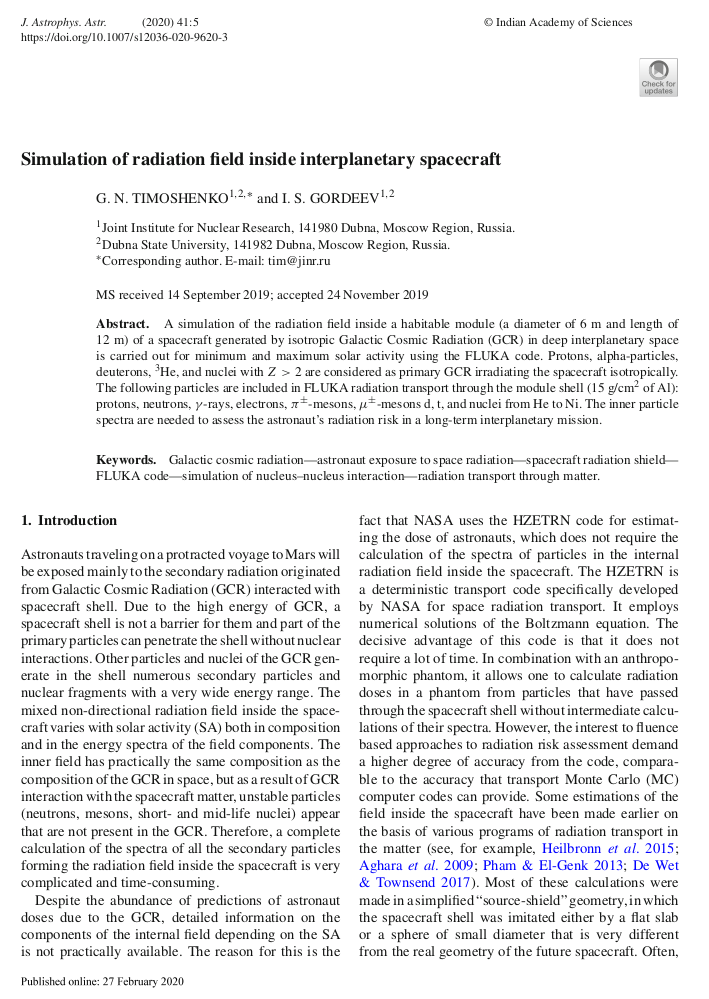 J. Astrophys. Astr. (2020) 41:5
© Indian Academy of Sciences
https://doi.org/10.1007/s12036-020-9620-3
Check for
updates
Simulation of radiation field inside interplanetary spacecraft
G. N. TIMOSHENKO1,2,* and I. S. GORDEEV1,2
1Joint Institute for Nuclear Research, 141980 Dubna, Moscow Region, Russia.
2Dubna State University, 141982 Dubna, Moscow Region, Russia.
*Corresponding author. E-mail: tim@jinr.ru
MS received 14 September 2019; accepted 24 November 2019
Abstract. A simulation of the radiation field inside a habitable module (a diameter of 6 m and length of
12 m) of a spacecraft generated by isotropic Galactic Cosmic Radiation (GCR) in deep interplanetary space
is carried out for minimum and maximum solar activity using the FLUKA code. Protons, alpha-particles,
deuterons, 3He, and nuclei with Z > 2 are considered as primary GCR irradiating the spacecraft isotropically.
The following particles are included in FLUKA radiation transport through the module shell (15 g/cm2 of Al):
protons, neutrons, γ-rays, electrons, π±-mesons, μ±-mesons d, t, and nuclei from He to Ni. The inner particle
spectra are needed to assess the astronaut's radiation risk in a long-term interplanetary mission.
Keywords. Galactic cosmic radiation—astronaut exposure to space radiation—spacecraft radiation shield—
FLUKA code—simulation of nucleus–nucleus interaction—radiation transport through matter.
1. Introduction
Astronauts traveling on a protracted voyage to Mars will
be exposed mainly to the secondary radiation originated
from Galactic Cosmic Radiation (GCR) interacted with
spacecraft shell. Due to the high energy of GCR, a
spacecraft shell is not a barrier for them and part of the
primary particles can penetrate the shell without nuclear
interactions. Other particles and nuclei of the GCR gen-
erate in the shell numerous secondary particles and
nuclear fragments with a very wide energy range. The
mixed non-directional radiation field inside the space-
craft varies with solar activity (SA) both in composition
and in the energy spectra of the field components. The
inner field has practically the same composition as the
composition of the GCR in space, but as a result of GCR
interaction with the spacecraft matter, unstable particles
(neutrons, mesons, short- and mid-life nuclei) appear
that are not present in the GCR. Therefore, a complete
calculation of the spectra of all the secondary particles
forming the radiation field inside the spacecraft is very
complicated and time-consuming.
Despite the abundance of predictions of astronaut
doses due to the GCR, detailed information on the
components of the internal field depending on the SA
is not practically available. The reason for this is the
fact that NASA uses the HZETRN code for estimat-
ing the dose of astronauts, which does not require the
calculation of the spectra of particles in the internal
radiation field inside the spacecraft. The HZETRN is
a deterministic transport code specifically developed
by NASA for space radiation transport. It employs
numerical solutions of the Boltzmann equation. The
decisive advantage of this code is that it does not
require a lot of time. In combination with an anthropo-
morphic phantom, it allows one to calculate radiation
doses in a phantom from particles that have passed
through the spacecraft shell without intermediate calcu-
lations of their spectra. However, the interest to fluence
based approaches to radiation risk assessment demand
a higher degree of accuracy from the code, compara-
ble to the accuracy that transport Monte Carlo (MC)
computer codes can provide. Some estimations of the
field inside the spacecraft have been made earlier on
the basis of various programs of radiation transport in
the matter (see, for example, Heilbronn et al. 2015;
Aghara et al. 2009; Pham & El-Genk 2013; De Wet
& Townsend 2017). Most of these calculations were
made in a simplified “source-shield” geometry, in which
the spacecraft shell was imitated either by a flat slab
or a sphere of small diameter that is very different
from the real geometry of the future spacecraft. Often,
Published online: 27 February 2020